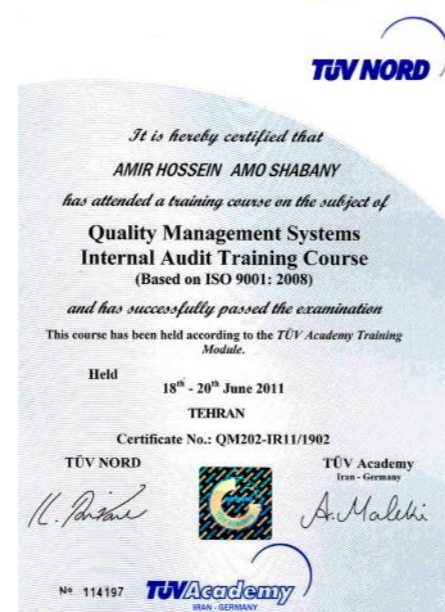 TÜV NORD
It is hereby certified that
AMIR HOSSEIN AMO SHABANY
has attended a training course on the subject of
Quality Management Systems
Internal Audit Training Course
(Based on ISO 9001: 2008)
and has successfully passed the examination
This course has been held according to the TÜV Academy Training
Module.
Held
18th - 20th June 2011
TEHRAN
Certificate No.: QM202-IR11/1902
TÜV NORD
TÜV Academy
Iran - Germany
A. Maleki
№ 114197
TÜV Academy
IRAN - GERMANY